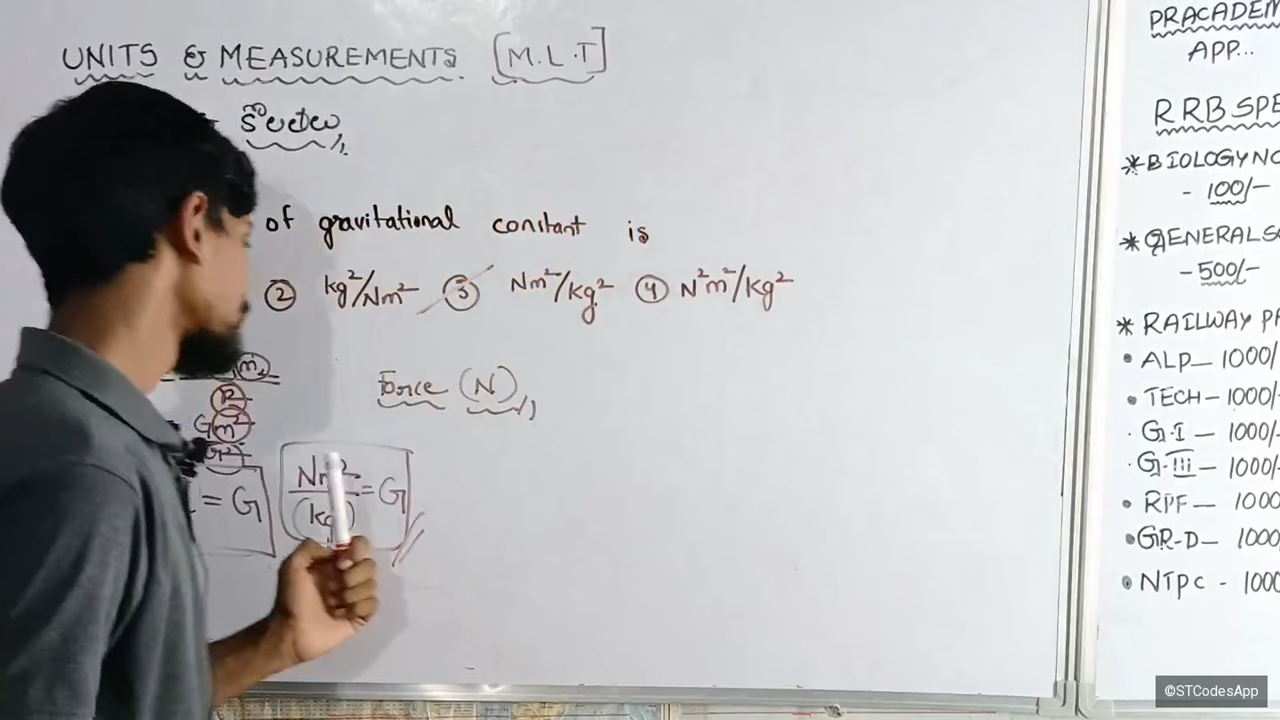 UNITS & MEASUREMENTS [M.L.T]
of gravitational constant is
② kg²/Nm² ③ Nm²/kg² ④ N²m²/kg²
Force (N)
= G
Nm²
(kg) = G
PRACADEM
APP...
RRB SPE
* BIOLOGY NO
- 100/-
* GENERAL S
- 500/-
* RAILWAY PA
• ALP - 1000/-
• TECH - 1000/-
· G-I - 1000/-
· G-III - 1000/-
• RPF - 1000
• GR-D - 1000/
• NTPC - 1000
©STCodesApp